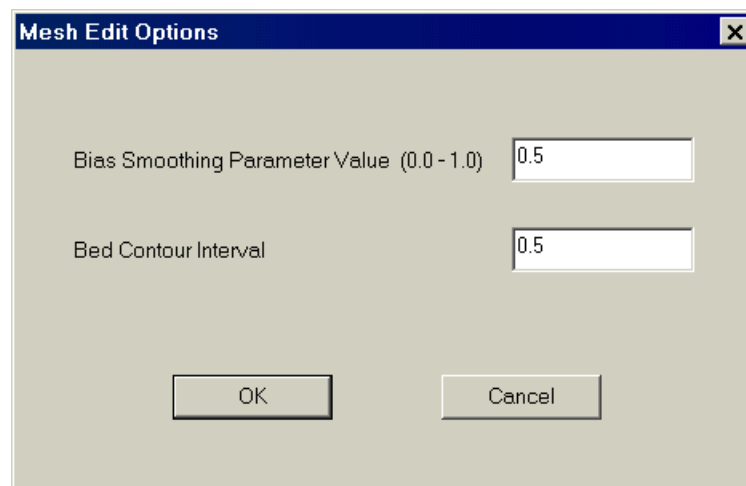 Mesh Edit Options
Bias Smoothing Parameter Value (0.0 - 1.0) 0.5
Bed Contour Interval 0.5
OK Cancel